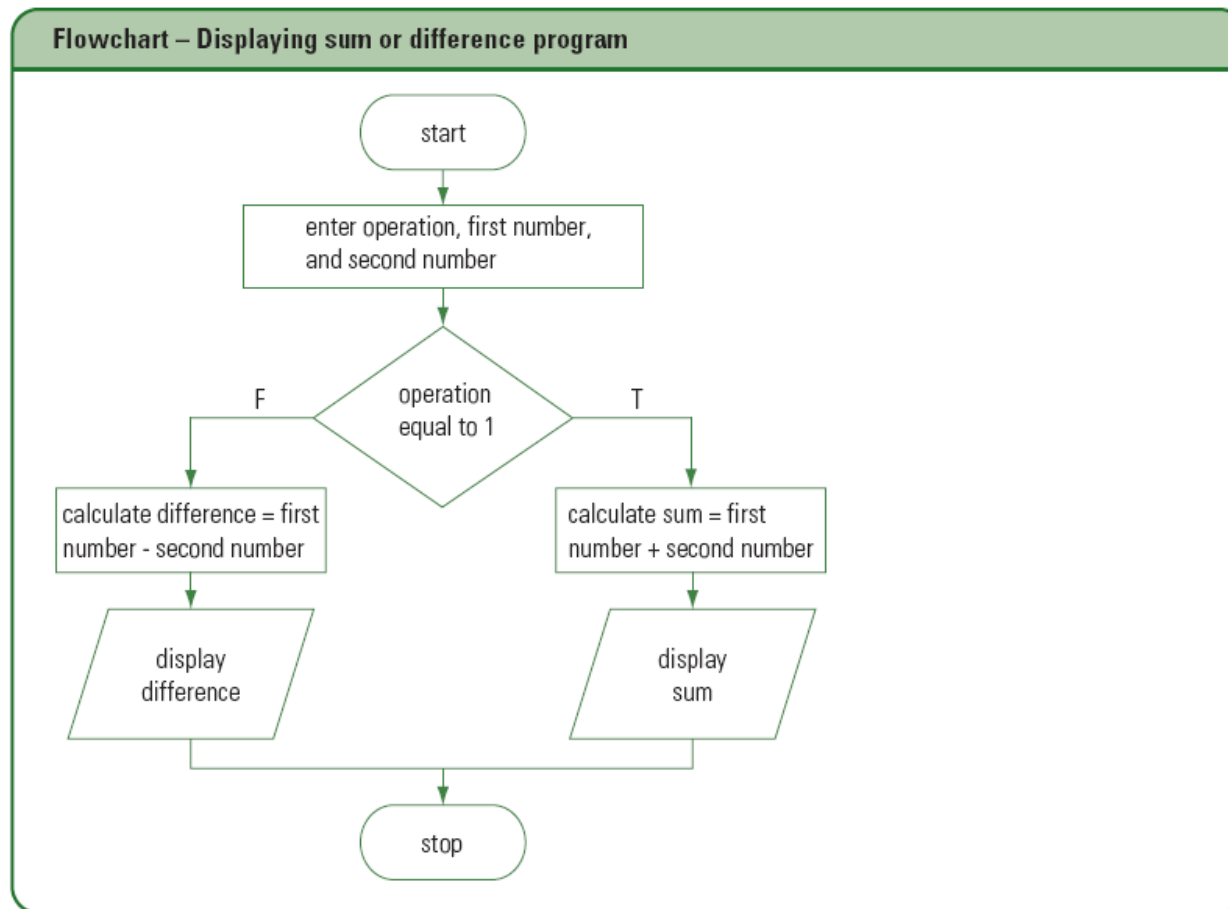 Flowchart – Displaying sum or difference program
start
enter operation, first number,
and second number
operation
equal to 1
F
T
calculate difference = first
number - second number
calculate sum = first
number + second number
display
difference
display
sum
stop